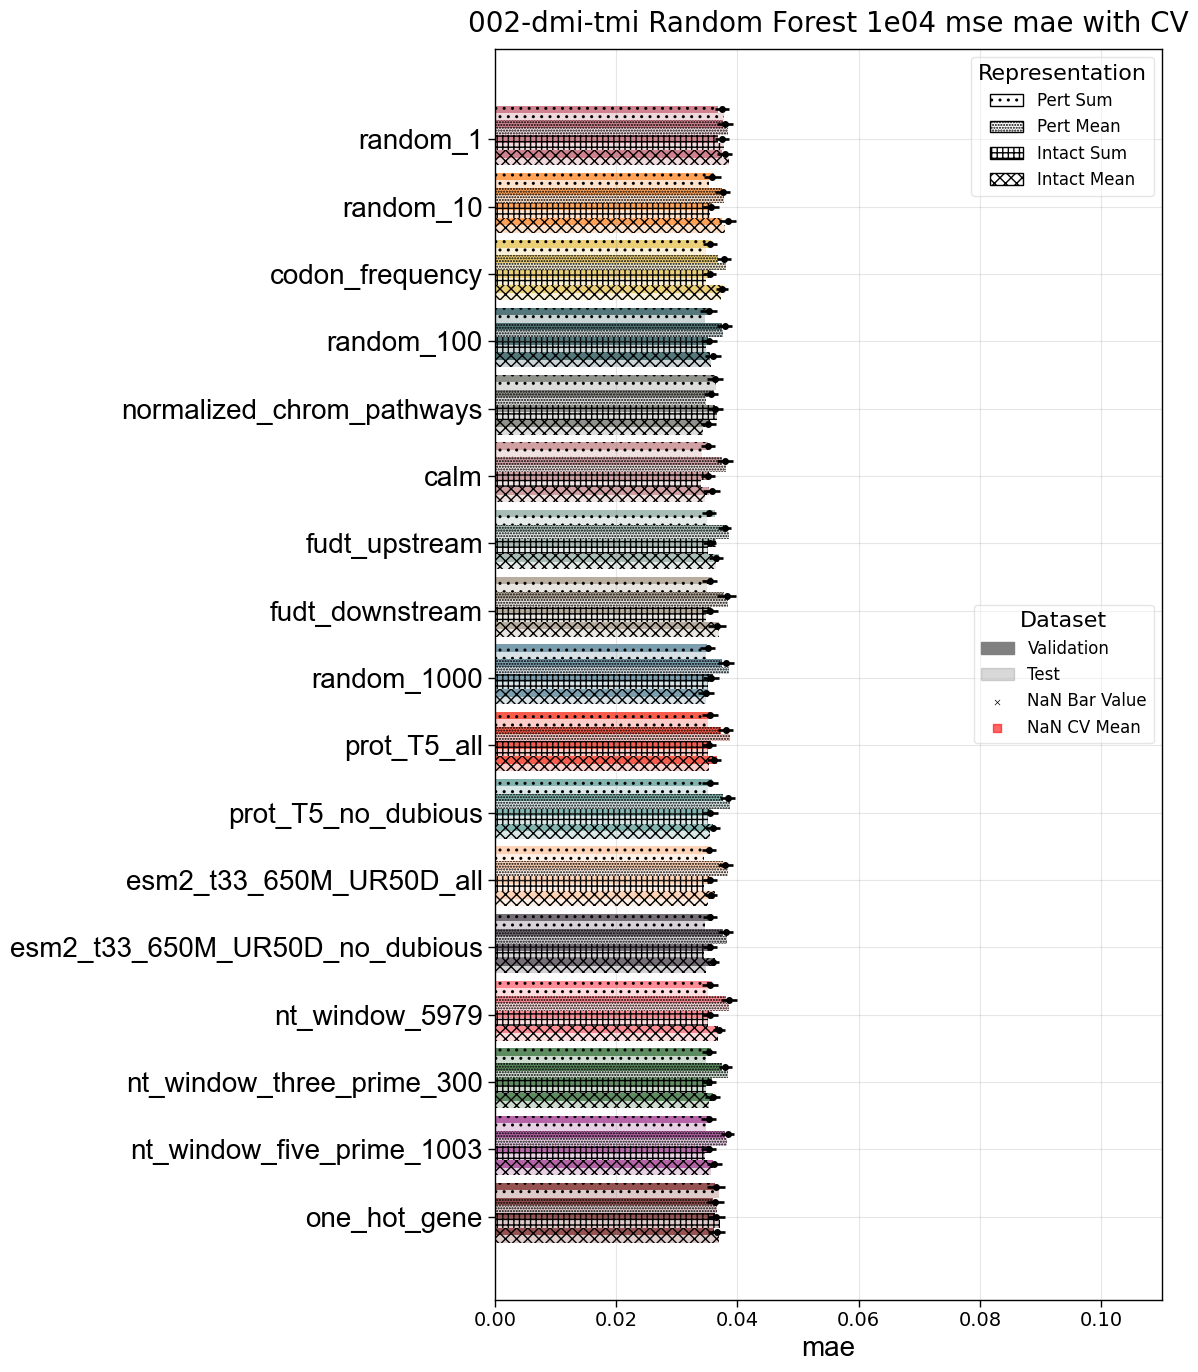 002-dmi-tmi Random Forest 1e04 mse mae with CV
Representation
Pert Sum
Pert Mean
Intact Sum
Intact Mean
random_1
random_10
codon_frequency
random_100
normalized_chrom_pathways
calm
fudt_upstream
fudt_downstream
random_1000
prot_T5_all
prot_T5_no_dubious
esm2_t33_650M_UR50D_all
esm2_t33_650M_UR50D_no_dubious
nt_window_5979
nt_window_three_prime_300
nt_window_five_prime_1003
one_hot_gene
Dataset
Validation
Test
NaN Bar Value
NaN CV Mean
0.00 0.02 0.04 0.06 0.08 0.10
mae